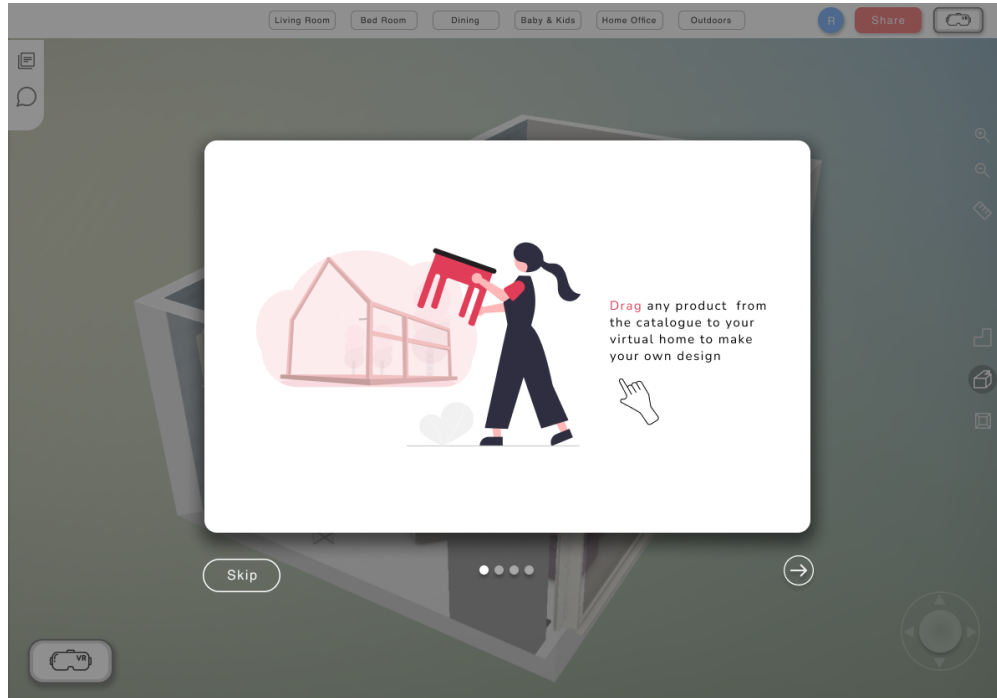 Living Room
Bed Room
Dining
Baby & Kids
Home Office
Outdoors
R
Share
VR
Drag any product from
the catalogue to your
virtual home to make
your own design
Skip
VR